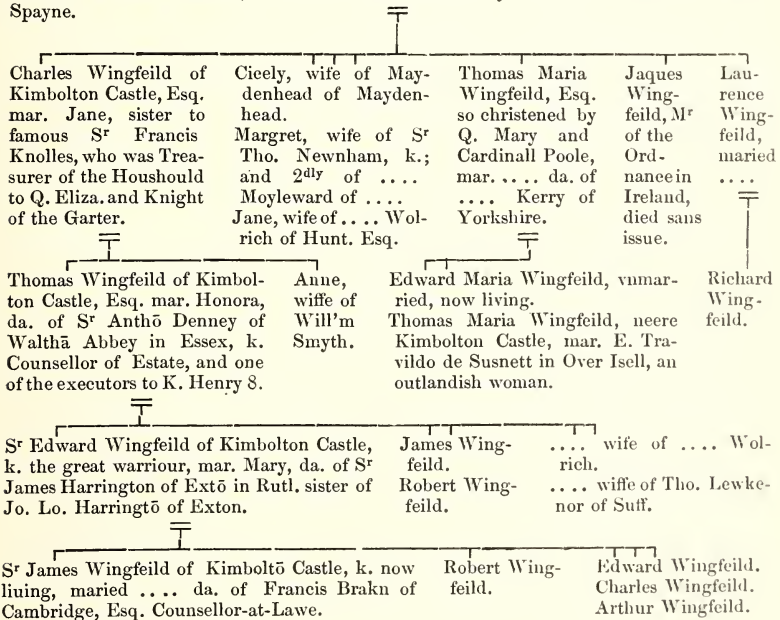 Spayne.
Charles Wingfeild of
Kimbolton Castle, Esq.
mar. Jane, sister to
famous Sʳ Francis
Knolles, who was Trea-
surer of the Houshould
to Q. Eliza. and Knight
of the Garter.
Cicely, wife of May-
denhead of Mayden-
head.
Margret, wife of Sʳ
Tho. Newnham, k.;
and 2ᵈˡʸ of ....
Moyleward of ....
Jane, wife of .... Wol-
rich of Hunt. Esq.
Thomas Maria
Wingfeild, Esq.
so christened by
Q. Mary and
Cardinall Poole,
mar. .... da. of
.... Kerry of
Yorkshire.
Jaques
Wing-
feild, Mʳ
of the
Ord-
nance in
Ireland,
died sans
issue.
Lau-
rence
Wing-
feild,
maried
....
Thomas Wingfeild of Kimbol-
ton Castle, Esq. mar. Honora,
da. of Sʳ Anthō Denney of
Walthā Abbey in Essex, k.
Counsellor of Estate, and one
of the executors to K. Henry 8.
Anne,
wiffe of
Will'm
Smyth.
Edward Maria Wingfeild, vnmar-
ried, now living.
Thomas Maria Wingfeild, neere
Kimbolton Castle, mar. E. Tra-
vildo de Susnett in Over Isell, an
outlandish woman.
Richard
Wing-
feild.
Sʳ Edward Wingfeild of Kimbolton Castle,
k. the great warriour, mar. Mary, da. of Sʳ
James Harrington of Extō in Rutl. sister of
Jo. Lo. Harringtō of Exton.
James Wing-
feild.
Robert Wing-
feild.
.... wife of .... Wol-
rich.
.... wiffe of Tho. Lewke-
nor of Suff.
Sʳ James Wingfeild of Kimboltō Castle, k. now
liuing, maried .... da. of Francis Brakn of
Cambridge, Esq. Counsellor-at-Lawe.
Robert Wing-
feild.
Edward Wingfeild.
Charles Wingfeild.
Arthur Wingfeild.